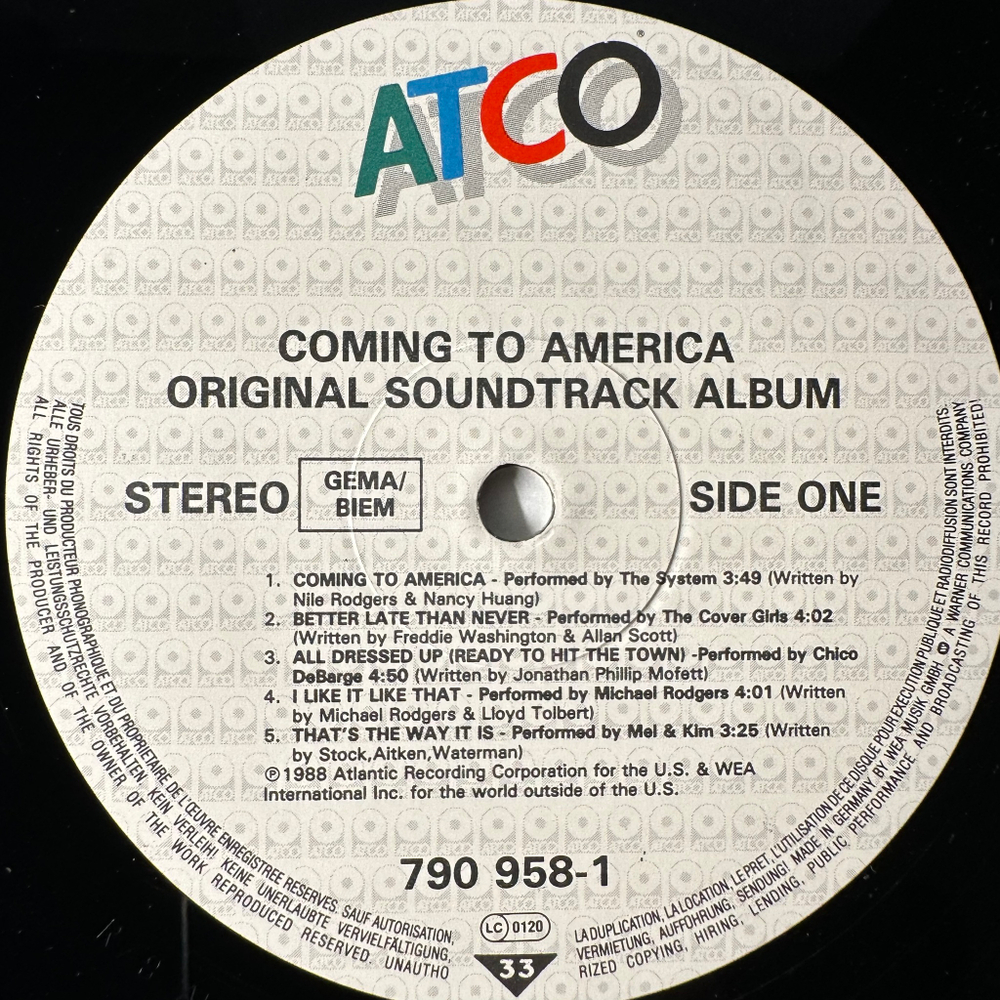 ATCO®
COMING TO AMERICA
ORIGINAL SOUNDTRACK ALBUM
STEREO
GEMA/
BIEM
SIDE ONE
1. COMING TO AMERICA - Performed by The System 3:49 (Written by
Nile Rodgers & Nancy Huang)
2. BETTER LATE THAN NEVER - Performed by The Cover Girls 4:02
(Written by Freddie Washington & Allan Scott)
3. ALL DRESSED UP (READY TO HIT THE TOWN) -Performed by Chico
DeBarge 4:50 (Written by Jonathan Phillip Mofett)
4. I LIKE IT LIKE THAT - Performed by Michael Rodgers 4:01 (Written
by Michael Rodgers & Lloyd Tolbert)
5. THAT'S THE WAY IT IS - Performed by Mel & Kim 3:25 (Written
by Stock,Aitken,Waterman)
℗1988 Atlantic Recording Corporation for the U.S. & WEA
International Inc. for the world outside of the U.S.
790 958-1
LC 0120
33
TOUS DROITS DU PRODUCTEUR PHONOGRAPHIQUE ET DU PROPRIETAIRE DE L'ŒUVRE ENREGISTREE RESERVES. SAUF AUTORISATION, LA DUPLICATION, LA LOCATION, LE PRET, L'UTILISATION DE CE DISQUE POUR EXECUTION PUBLIQUE ET RADIODIFFUSION SONT INTERDITS.
ALLE URHEBER- UND LEISTUNGSSCHUTZRECHTE VORBEHALTEN. KEIN VERLEIH! KEINE UNERLAUBTE VERVIELFÄLTIGUNG, VERMIETUNG, AUFFÜHRUNG, SENDUNG! MADE IN GERMANY BY WEA MUSIK GMBH A WARNER COMMUNICATIONS COMPANY
ALL RIGHTS OF THE PRODUCER AND OF THE OWNER OF THE WORK REPRODUCED RESERVED. UNAUTHORIZED COPYING, HIRING, LENDING, PUBLIC PERFORMANCE AND BROADCASTING OF THIS RECORD PROHIBITED!